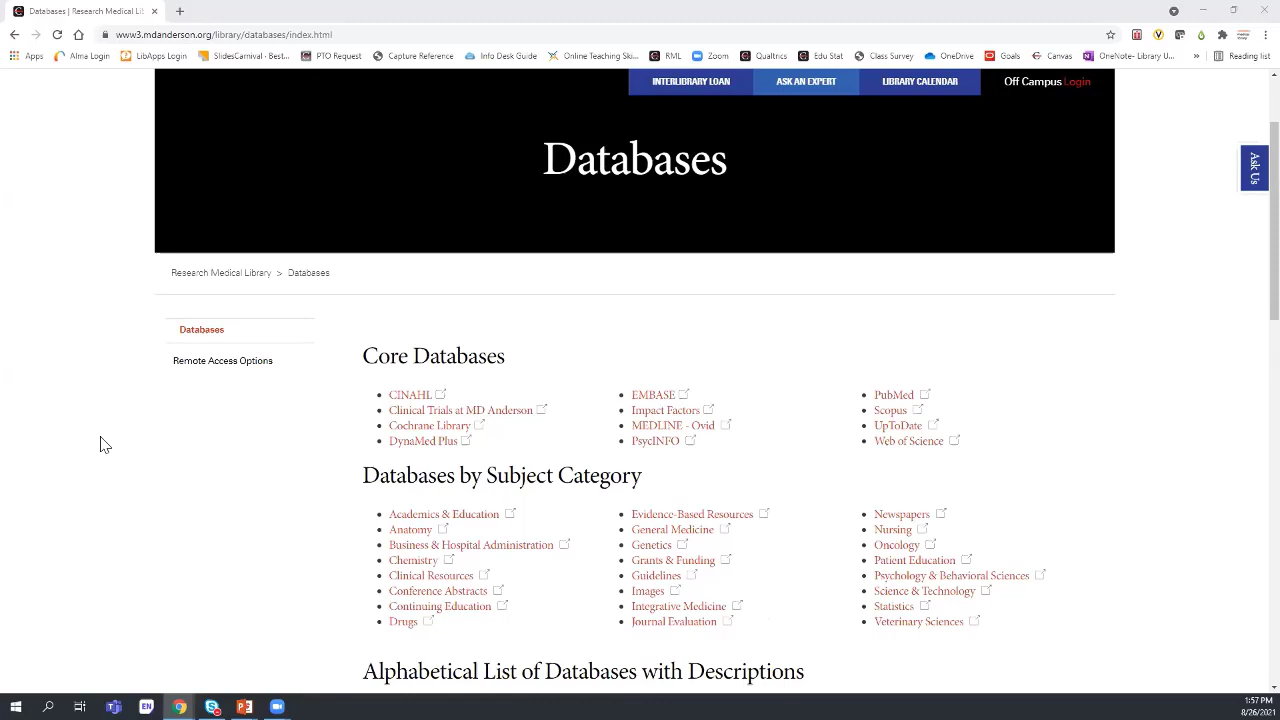 Databases | Research Medical Li
www3.mdanderson.org/library/databases/index.html
Apps Alma Login LibApps Login SlidesCarnival - Best... PTO Request Capture Reference Info Desk Guide Online Teaching Ski... RML Zoom Qualtrics Edu Stat Class Survey OneDrive Goals Canvas OneNote- Library U... » Reading list
INTERLIBRARY LOAN ASK AN EXPERT LIBRARY CALENDAR Off Campus Login
Databases
Ask Us
Research Medical Library > Databases
Databases
Remote Access Options
Core Databases
CINAHL
Clinical Trials at MD Anderson
Cochrane Library
DynaMed Plus
EMBASE
Impact Factors
MEDLINE - Ovid
PsycINFO
PubMed
Scopus
UpToDate
Web of Science
Databases by Subject Category
Academics & Education
Anatomy
Business & Hospital Administration
Chemistry
Clinical Resources
Conference Abstracts
Continuing Education
Drugs
Evidence-Based Resources
General Medicine
Genetics
Grants & Funding
Guidelines
Images
Integrative Medicine
Journal Evaluation
Newspapers
Nursing
Oncology
Patient Education
Psychology & Behavioral Sciences
Science & Technology
Statistics
Veterinary Sciences
Alphabetical List of Databases with Descriptions
EN
1:57 PM
8/26/2021